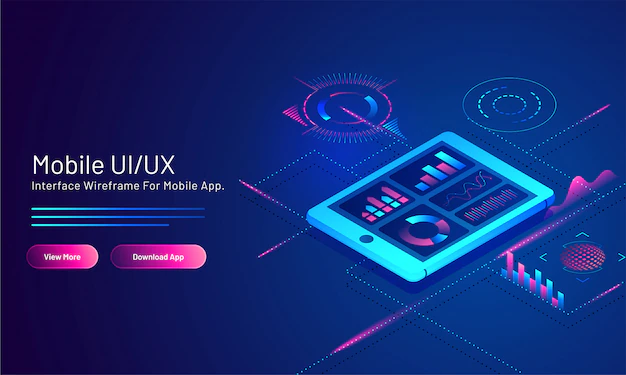 Mobile UI/UX
Interface Wireframe For Mobile App.
View More
Download App